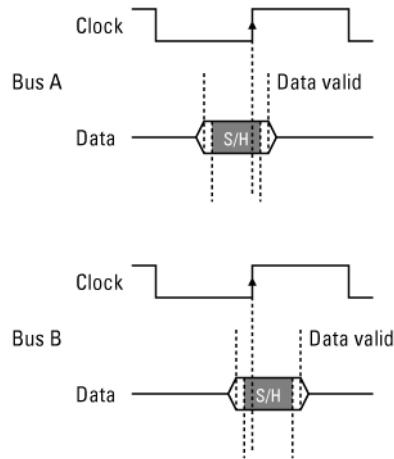 Clock
Bus A
Data valid
Data
S/H
Clock
Bus B
Data valid
Data
S/H